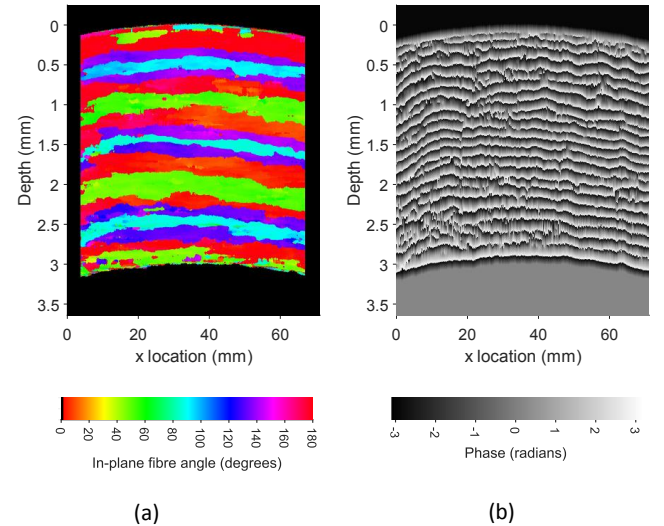 0
0.5
1
1.5
2
2.5
3
3.5
Depth (mm)
0 20 40 60
x location (mm)
0 20 40 60 80 100 120 140 160 180
In-plane fibre angle (degrees)
(a)
0
0.5
1
1.5
2
2.5
3
3.5
Depth (mm)
0 20 40 60
x location (mm)
-3 -2 -1 0 1 2 3
Phase (radians)
(b)